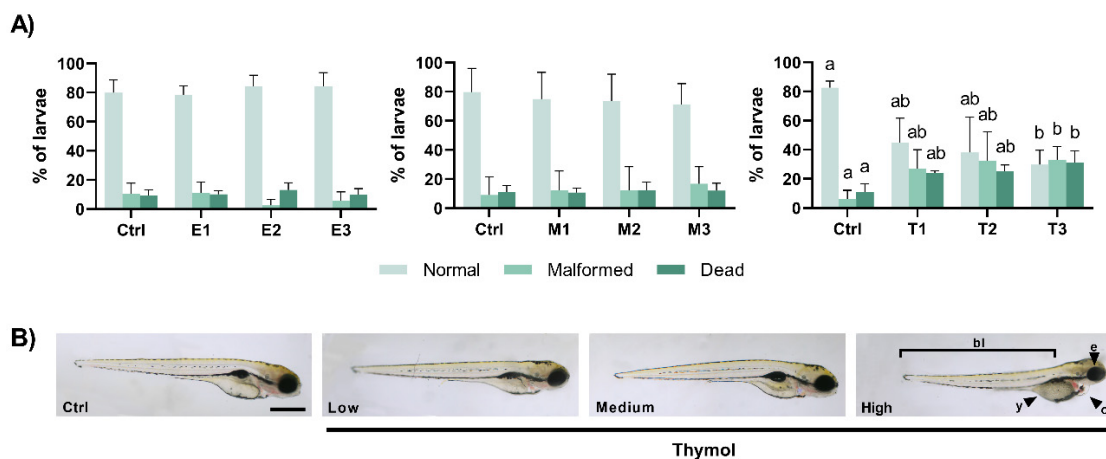 A)
% of larvae
100
80
60
40
20
0
Ctrl E1 E2 E3
% of larvae
100
80
60
40
20
0
Ctrl M1 M2 M3
% of larvae
100
80
60
40
20
0
a
a
a
ab
ab
ab
ab
ab
ab
b
b
b
Ctrl T1 T2 T3
Normal Malformed Dead
B)
Ctrl
Low
Medium
bl
e
y
High
Thymol